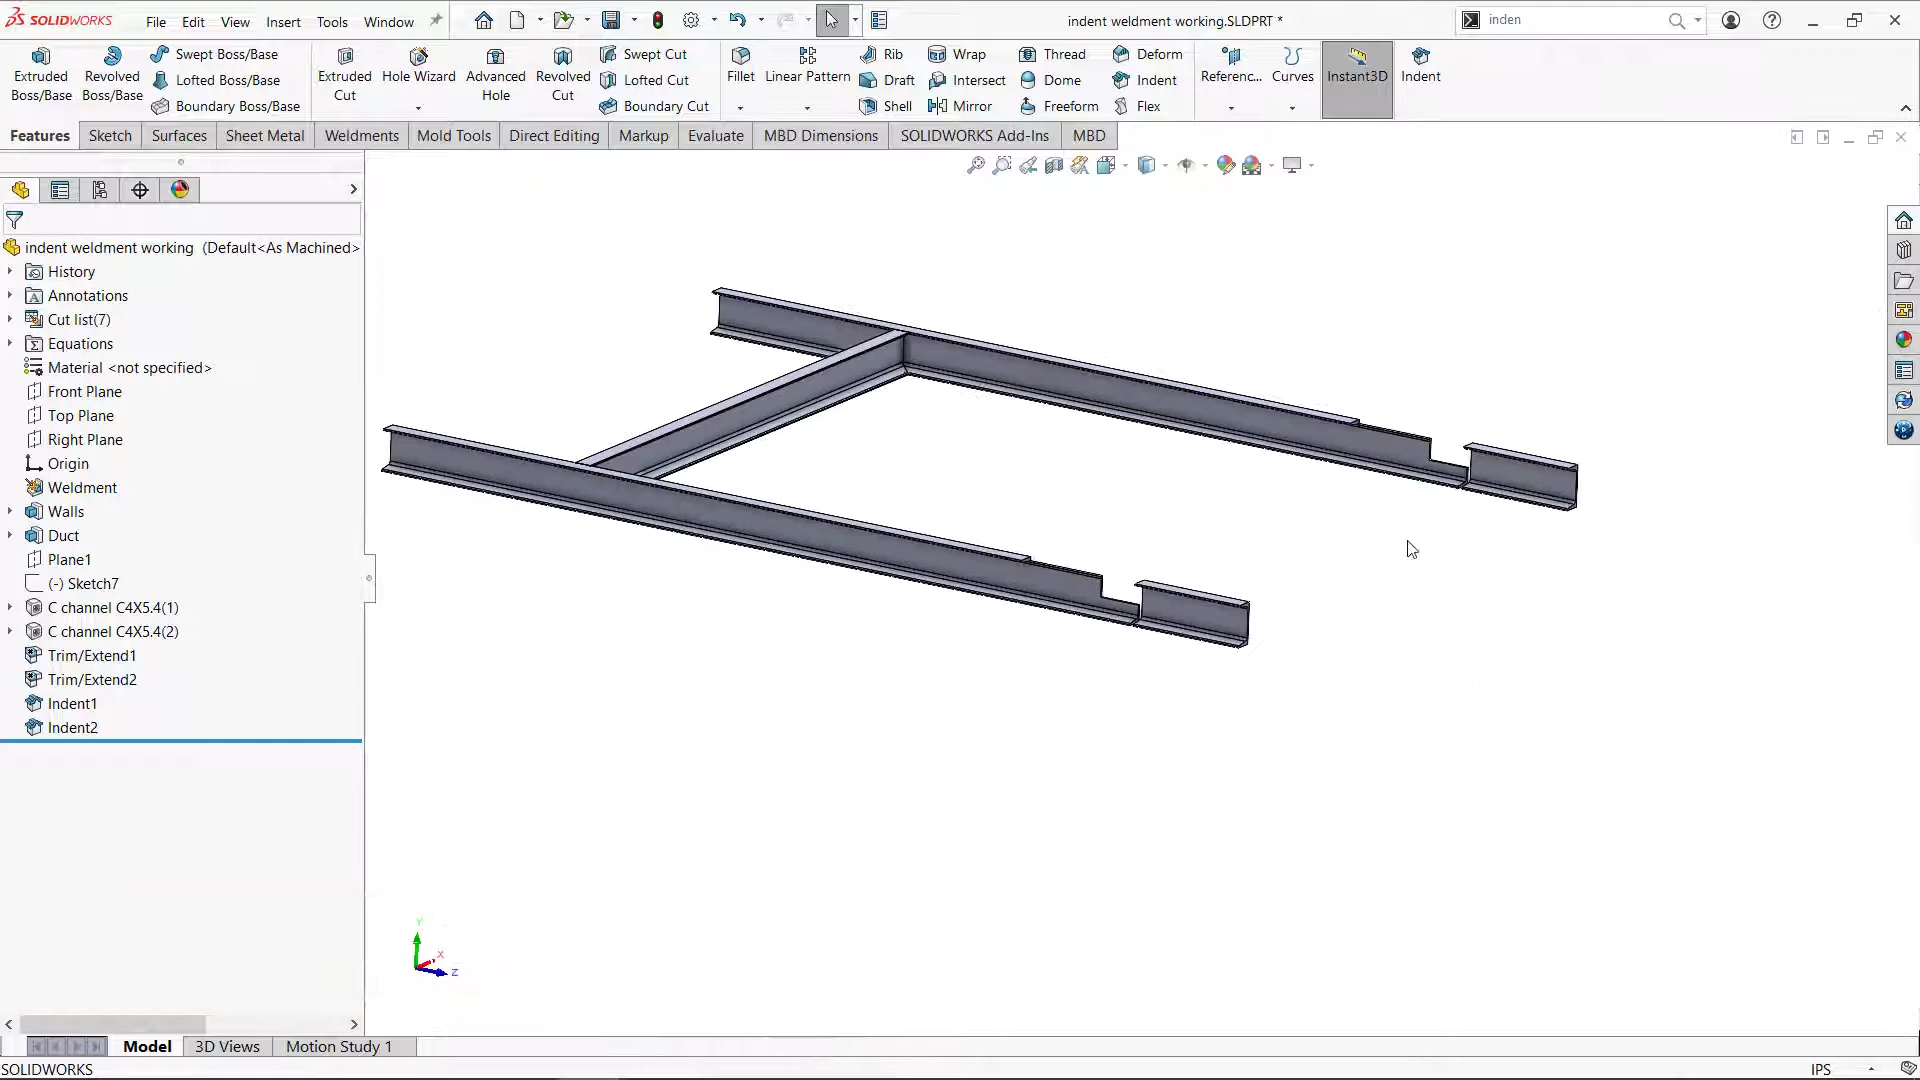 SOLIDWORKS File Edit View Insert Tools Window indent weldment working.SLDPRT * inden
Extruded Boss/Base
Revolved Boss/Base
Swept Boss/Base
Lofted Boss/Base
Boundary Boss/Base
Extruded Cut
Hole Wizard
Advanced Hole
Revolved Cut
Swept Cut
Lofted Cut
Boundary Cut
Fillet
Linear Pattern
Rib
Draft
Shell
Wrap
Intersect
Mirror
Thread
Dome
Freeform
Deform
Indent
Flex
Referenc...
Curves
Instant3D
Indent
Features Sketch Surfaces Sheet Metal Weldments Mold Tools Direct Editing Markup Evaluate MBD Dimensions SOLIDWORKS Add-Ins MBD
indent weldment working (Default<As Machined>
History
Annotations
Cut list(7)
Equations
Material <not specified>
Front Plane
Top Plane
Right Plane
Origin
Weldment
Walls
Duct
Plane1
(-) Sketch7
C channel C4X5.4(1)
C channel C4X5.4(2)
Trim/Extend1
Trim/Extend2
Indent1
Indent2
Y
X
Z
Model 3D Views Motion Study 1
SOLIDWORKS IPS